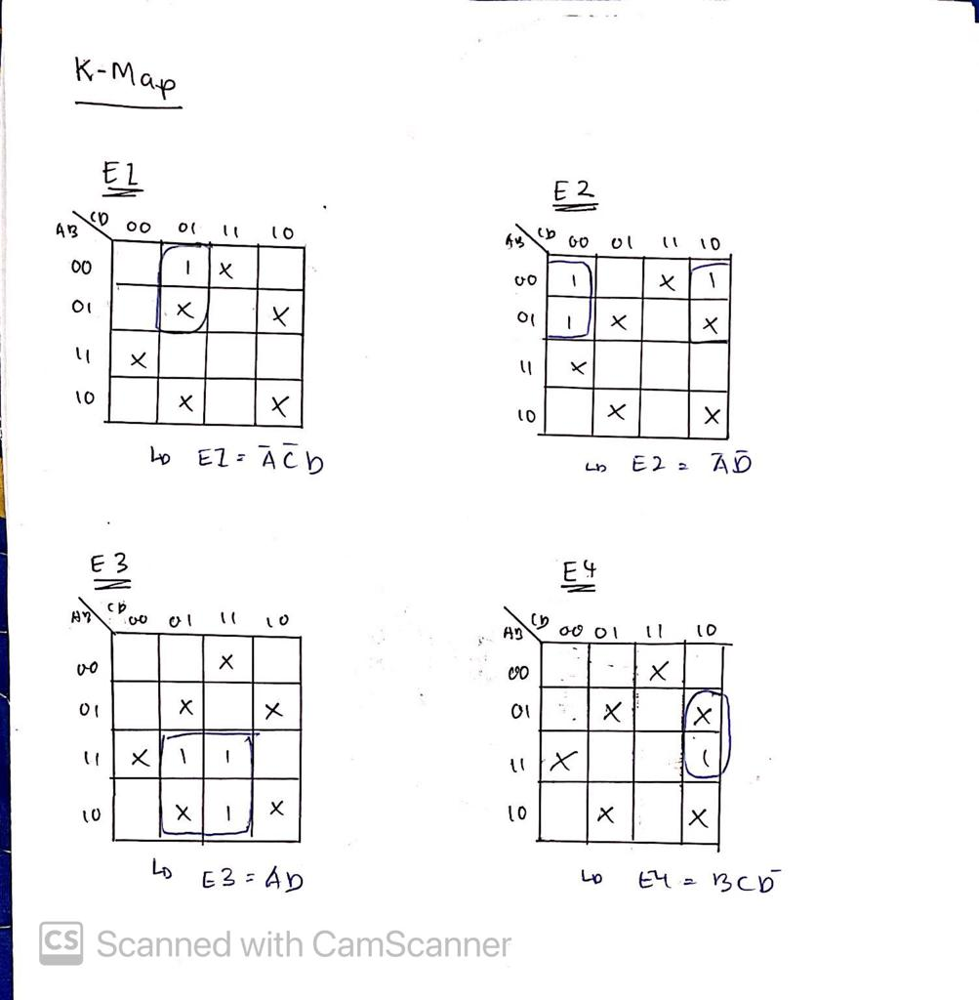 K-Map
E1
AB CD 00 01 11 10
00 1 X
01 X X
11 X
10 X X
↳ E1 = A̅ C̅ D
E2
AB CD 00 01 11 10
00 1 X 1
01 1 X X
11 X
10 X X
↳ E2 = A̅D̅
E3
AB CD 00 01 11 10
00 X
01 X X
11 X 1 1
10 X 1 X
↳ E3 = AD
E4
AB CD 00 01 11 10
00 X
01 X X
11 X 1
10 X X
↳ E4 = BCD̅
CS Scanned with CamScanner